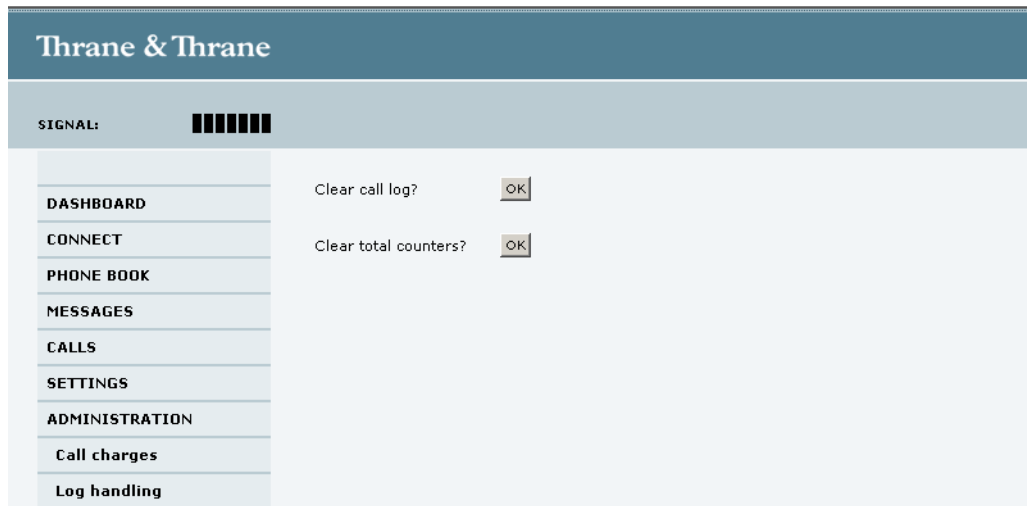 Thrane & Thrane
SIGNAL:
DASHBOARD
CONNECT
PHONE BOOK
MESSAGES
CALLS
SETTINGS
ADMINISTRATION
Call charges
Log handling
Clear call log? OK
Clear total counters? OK